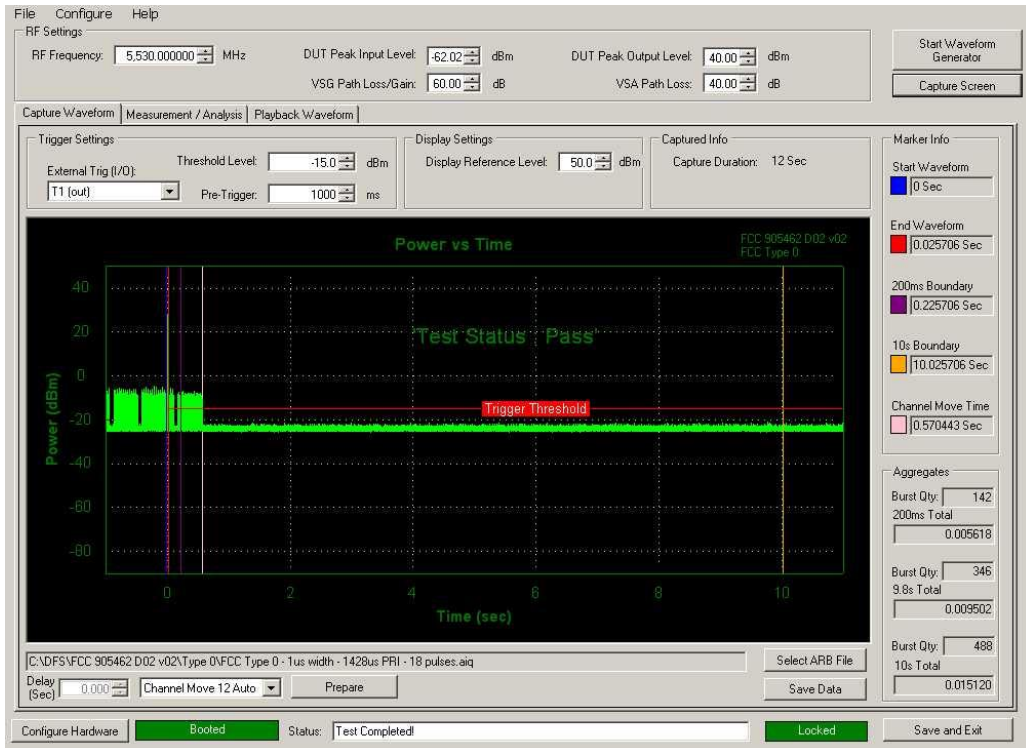 File Configure Help
RF Settings
RF Frequency: 5,530.000000 MHz
DUT Peak Input Level: -62.02 dBm
DUT Peak Output Level: 40.00 dBm
VSG Path Loss/Gain: 60.00 dB
VSA Path Loss: 40.00 dB
Start Waveform
Generator
Capture Screen
Capture Waveform Measurement / Analysis Playback Waveform
Trigger Settings
External Trig (I/O):
T1 (out)
Threshold Level: -15.0 dBm
Pre-Trigger: 1000 ms
Display Settings
Display Reference Level: 50.0 dBm
Captured Info
Capture Duration: 12 Sec
Marker Info
Start Waveform
0 Sec
End Waveform
0.025706 Sec
200ms Boundary
0.225706 Sec
10s Boundary
10.025706 Sec
Channel Move Time
0.570443 Sec
Power vs Time
FCC 905462 D02 v02
FCC Type 0
'Test Status : Pass'
Trigger Threshold
Power (dBm)
40
20
0
-20
-40
-60
-80
0 2 4 6 8 10
Time (sec)
Aggregates
Burst Qty: 142
200ms Total
0.005618
Burst Qty: 346
9.8s Total
0.009502
Burst Qty: 488
10s Total
0.015120
C:\DFS\FCC 905462 D02 v02\Type 0\FCC Type 0 - 1us width - 1428us PRI - 18 pulses.aiq
Select ARB File
Delay
(Sec) 0.000
Channel Move 12 Auto
Prepare
Save Data
Configure Hardware
Booted
Status: Test Completed!
Locked
Save and Exit